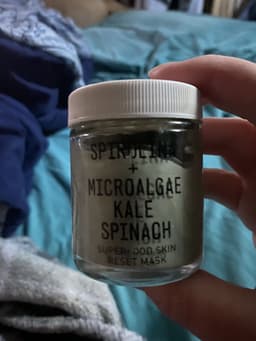 SPIRULINA
+
MICROALGAE
KALE
SPINACH
SUPERFOOD SKIN
RESET MASK